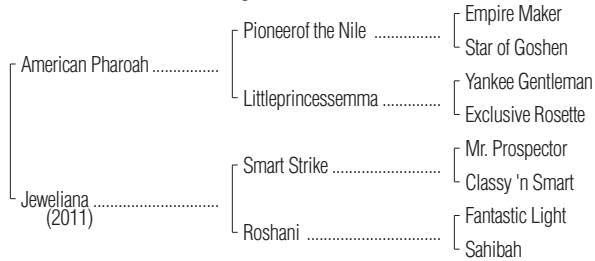 Empire Maker
Pioneerof the Nile ................
Star of Goshen
American Pharoah ................
Yankee Gentleman
Littleprincessemma ..............
Exclusive Rosette
Mr. Prospector
Smart Strike ..........................
Classy 'n Smart
Jeweliana ..............................
(2011)
Fantastic Light
Roshani ................................
Sahibah